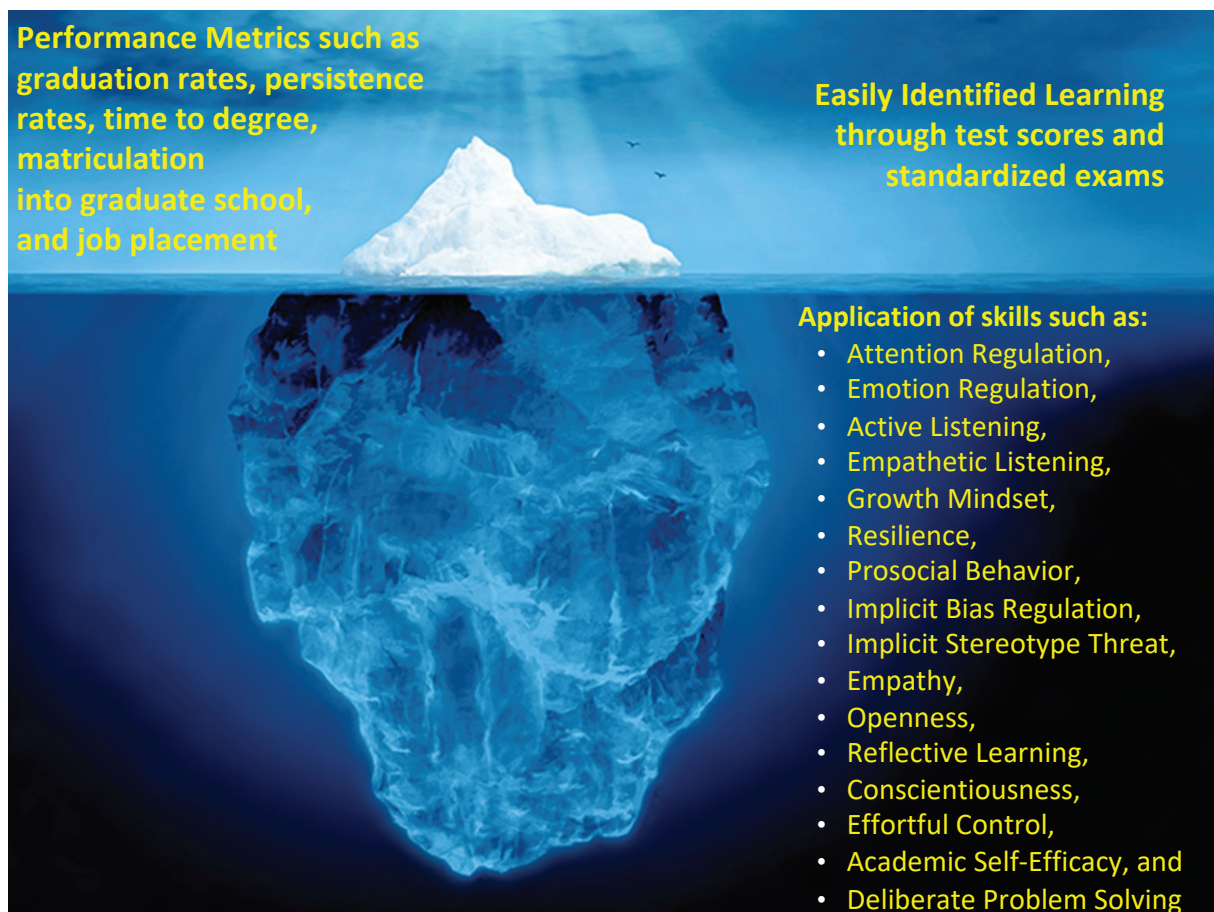 Performance Metrics such as
graduation rates, persistence
rates, time to degree,
matriculation
into graduate school,
and job placement
Easily Identified Learning
through test scores and
standardized exams
Application of skills such as:
• Attention Regulation,
• Emotion Regulation,
• Active Listening,
• Empathetic Listening,
• Growth Mindset,
• Resilience,
• Prosocial Behavior,
• Implicit Bias Regulation,
• Implicit Stereotype Threat,
• Empathy,
• Openness,
• Reflective Learning,
• Conscientiousness,
• Effortful Control,
• Academic Self-Efficacy, and
• Deliberate Problem Solving